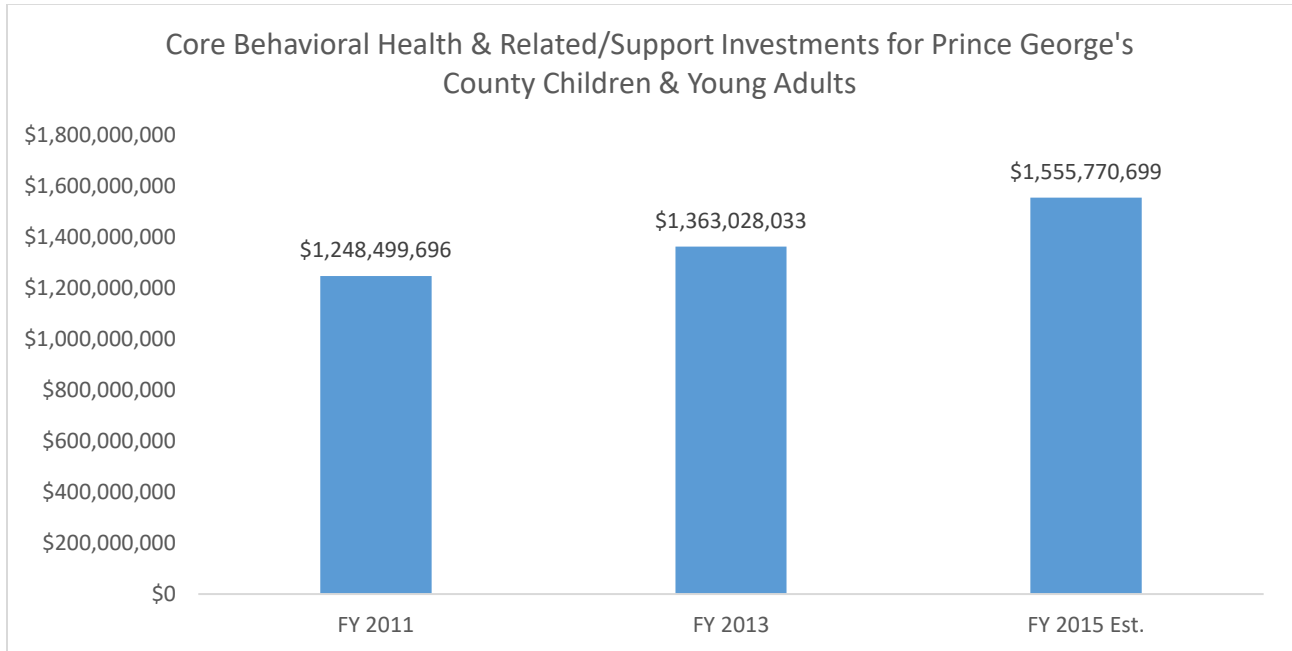 Core Behavioral Health & Related/Support Investments for Prince George's
County Children & Young Adults
$1,800,000,000
$1,600,000,000
$1,400,000,000
$1,200,000,000
$1,000,000,000
$800,000,000
$600,000,000
$400,000,000
$200,000,000
$0
$1,248,499,696
$1,363,028,033
$1,555,770,699
FY 2011
FY 2013
FY 2015 Est.